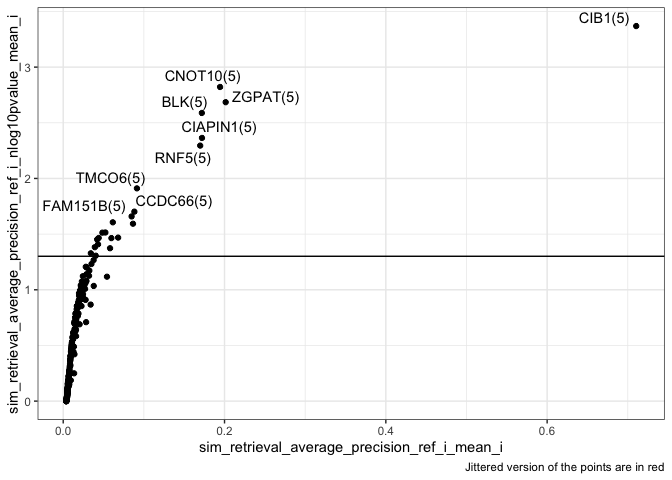 sim_retrieval_average_precision_ref_i_nlog10pvalue_mean_i
3
2
1
0
CIB1(5)
CNOT10(5)
ZGPAT(5)
BLK(5)
CIAPIN1(5)
RNF5(5)
TMCO6(5)
CCDC66(5)
FAM151B(5)
0.0 0.2 0.4 0.6
sim_retrieval_average_precision_ref_i_mean_i
Jittered version of the points are in red